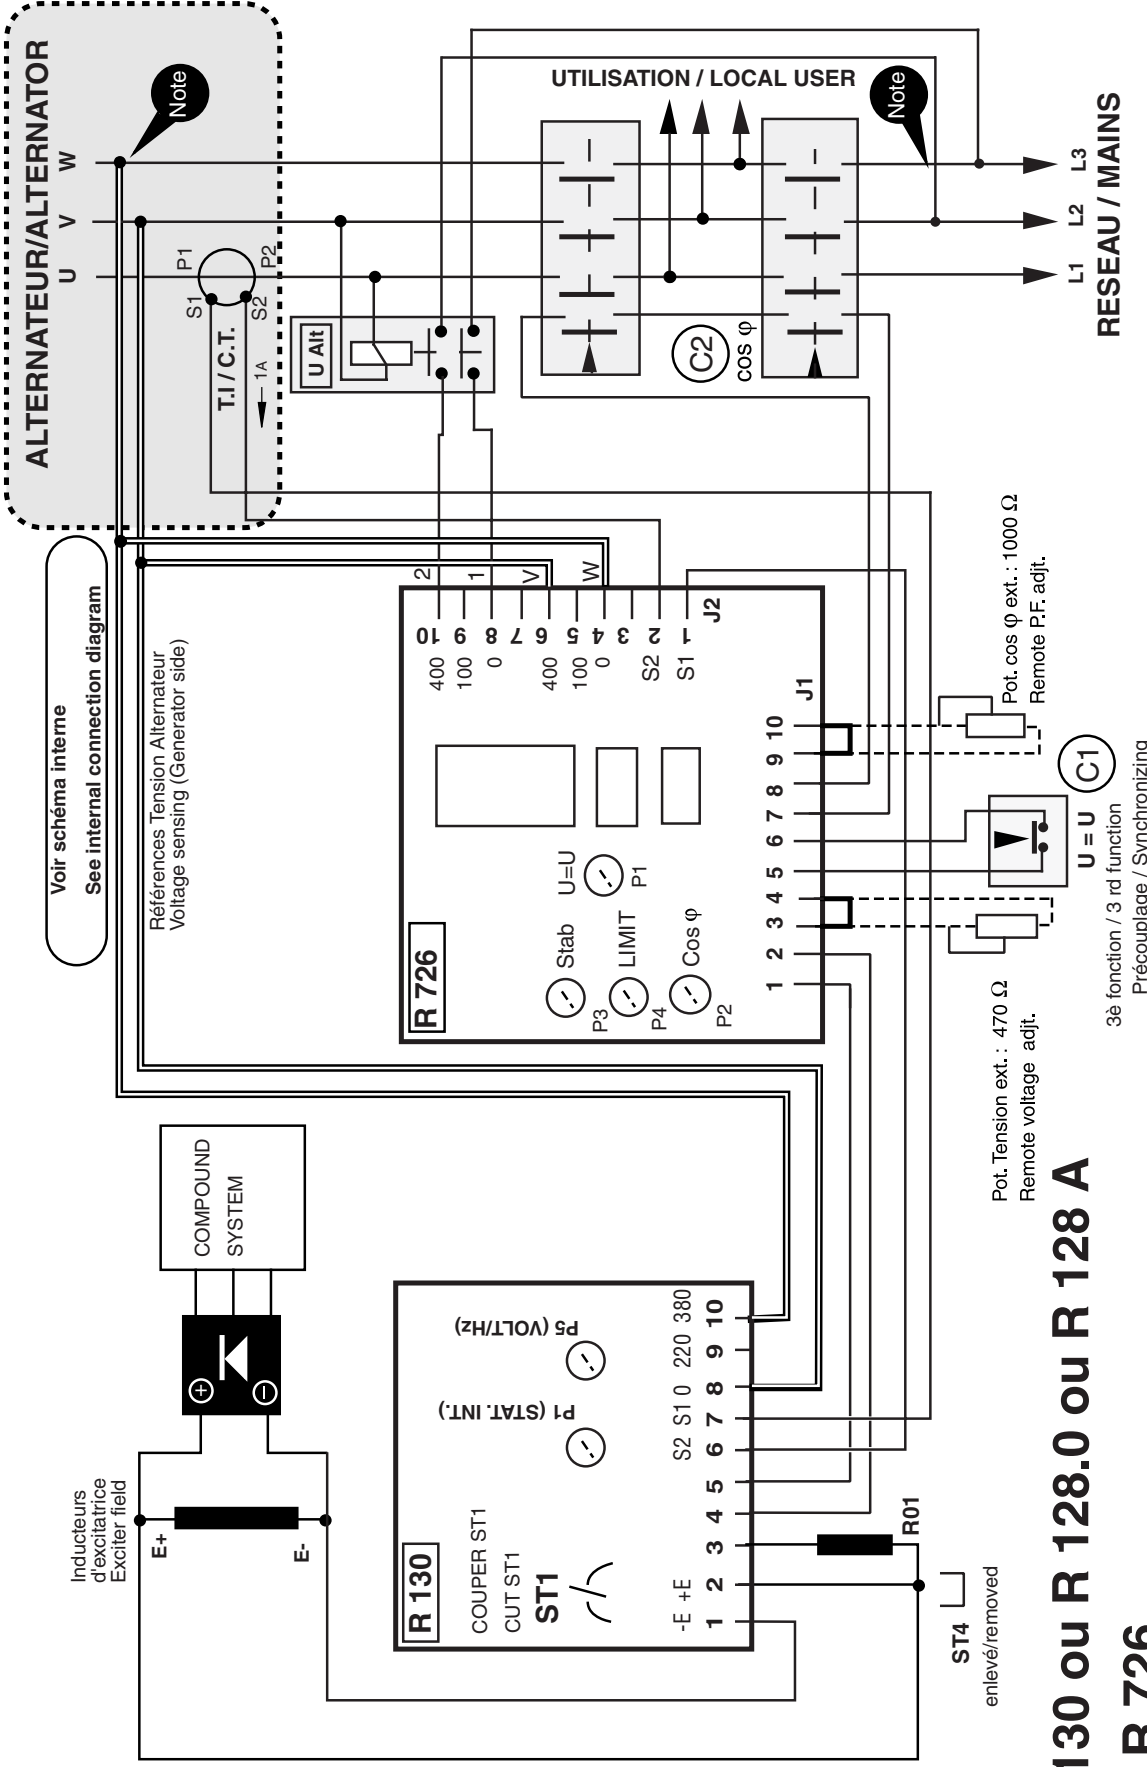 ALTERNATEUR/ALTERNATOR
U
V
W
Note
P1
P2
S1
S2
T.I / C.T.
1A
Voir schéma interne
See internal connection diagram
Références Tension Alternateur
Voltage sensing (Generator side)
U Alt
UTILISATION / LOCAL USER
Note
C2
cos φ
L1
L2
L3
RESEAU / MAINS
R 726
Stab
P3
LIMIT
P4
Cos φ
P2
U=U
P1
10 9 8 7 6 5 4 3 2 1
400 100 0 400 100 0 S2 S1
2 1 V W
J2
J1
1 2 3 4 5 6 7 8 9 10
Pot. cos φ ext. : 1000 Ω
Remote P.F. adjt.
C1
U = U
3è fonction / 3 rd function
Précouplage / Synchronizing
Pot. Tension ext. : 470 Ω
Remote voltage adjt.
COMPOUND
SYSTEM
+
−
Inducteurs
d'excitatrice
Exciter field
E+
E-
R 130
COUPER ST1
CUT ST1
ST1
P1 (STAT. INT.)
P5 (VOLT/Hz)
-E +E S2 S1 0 220 380
1 2 3 4 5 6 7 8 9 10
R01
ST4
enlevé/removed
130 ou R 128.0 ou R 128 A
R 726